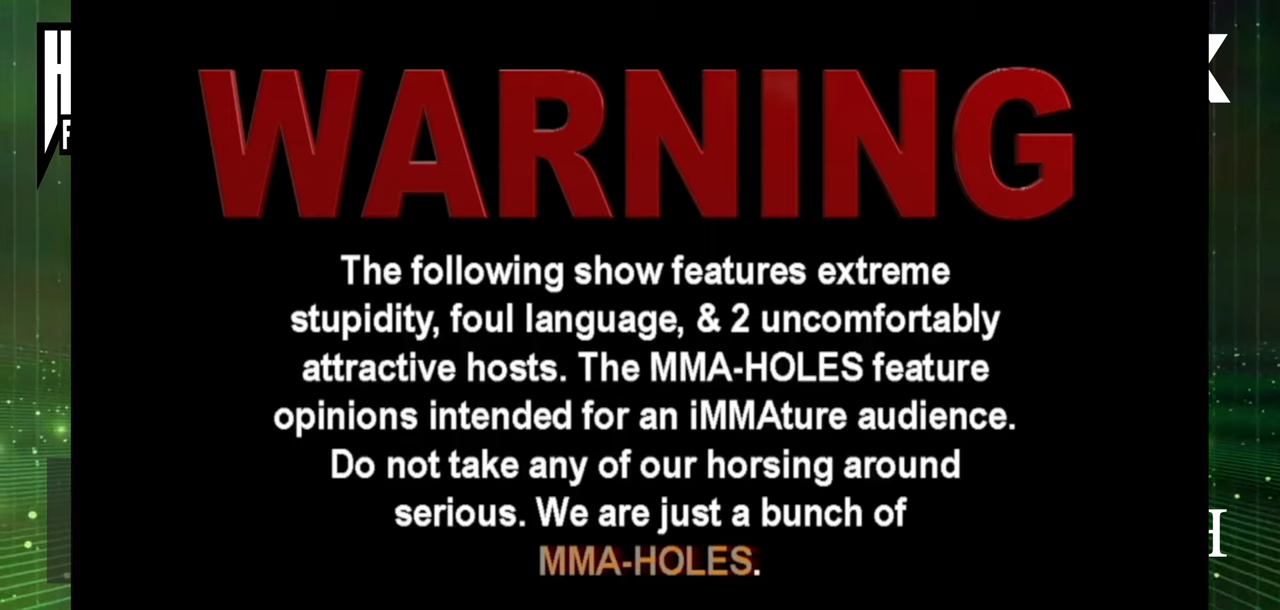 WARNING
The following show features extreme
stupidity, foul language, & 2 uncomfortably
attractive hosts. The MMA-HOLES feature
opinions intended for an iMMAture audience.
Do not take any of our horsing around
serious. We are just a bunch of
MMA-HOLES.